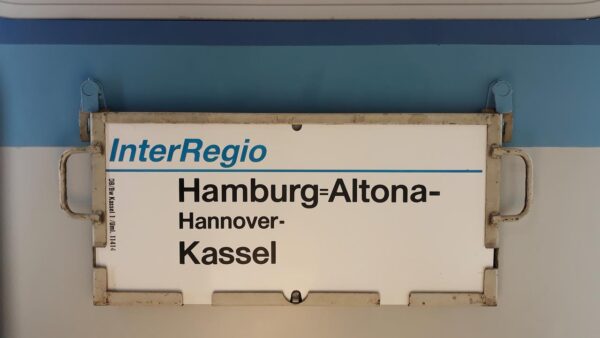 InterRegio
Hamburg=Altona-
Hannover-
Kassel